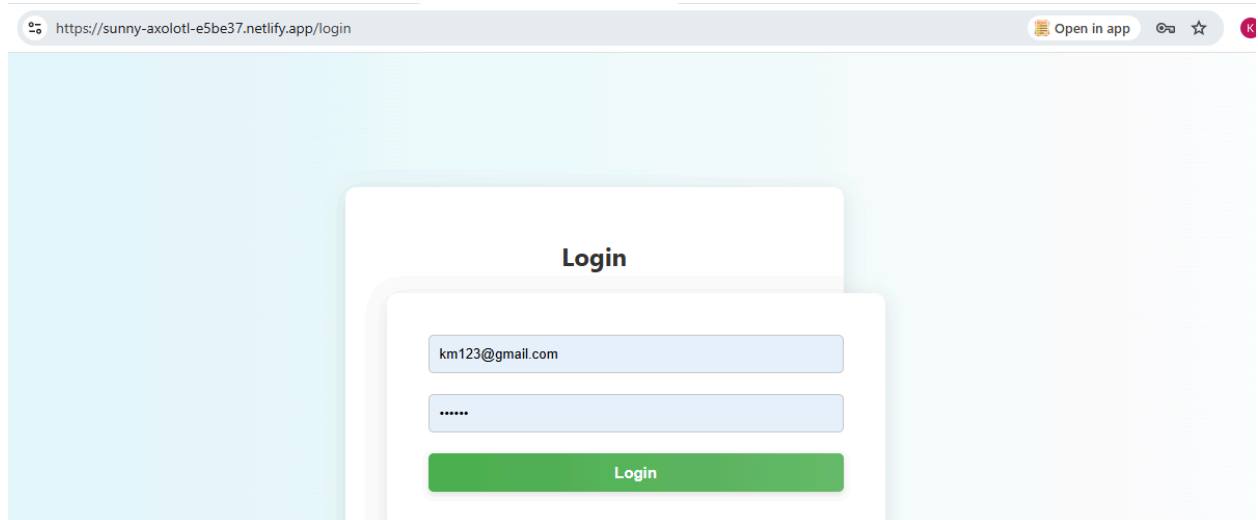 https://sunny-axolotl-e5be37.netlify.app/login Open in app K
Login
km123@gmail.com
••••••
Login